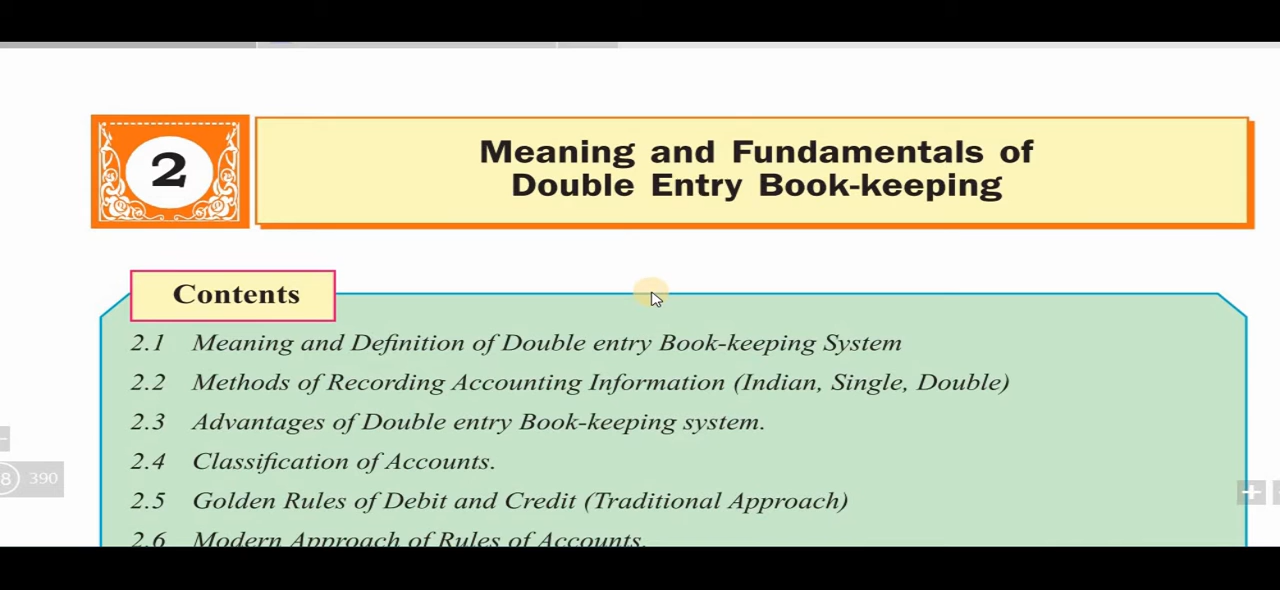 2
Meaning and Fundamentals of
Double Entry Book-keeping
Contents
2.1 Meaning and Definition of Double entry Book-keeping System
2.2 Methods of Recording Accounting Information (Indian, Single, Double)
2.3 Advantages of Double entry Book-keeping system.
2.4 Classification of Accounts.
8 390
2.5 Golden Rules of Debit and Credit (Traditional Approach)
2.6 Modern Approach of Rules of Accounts.